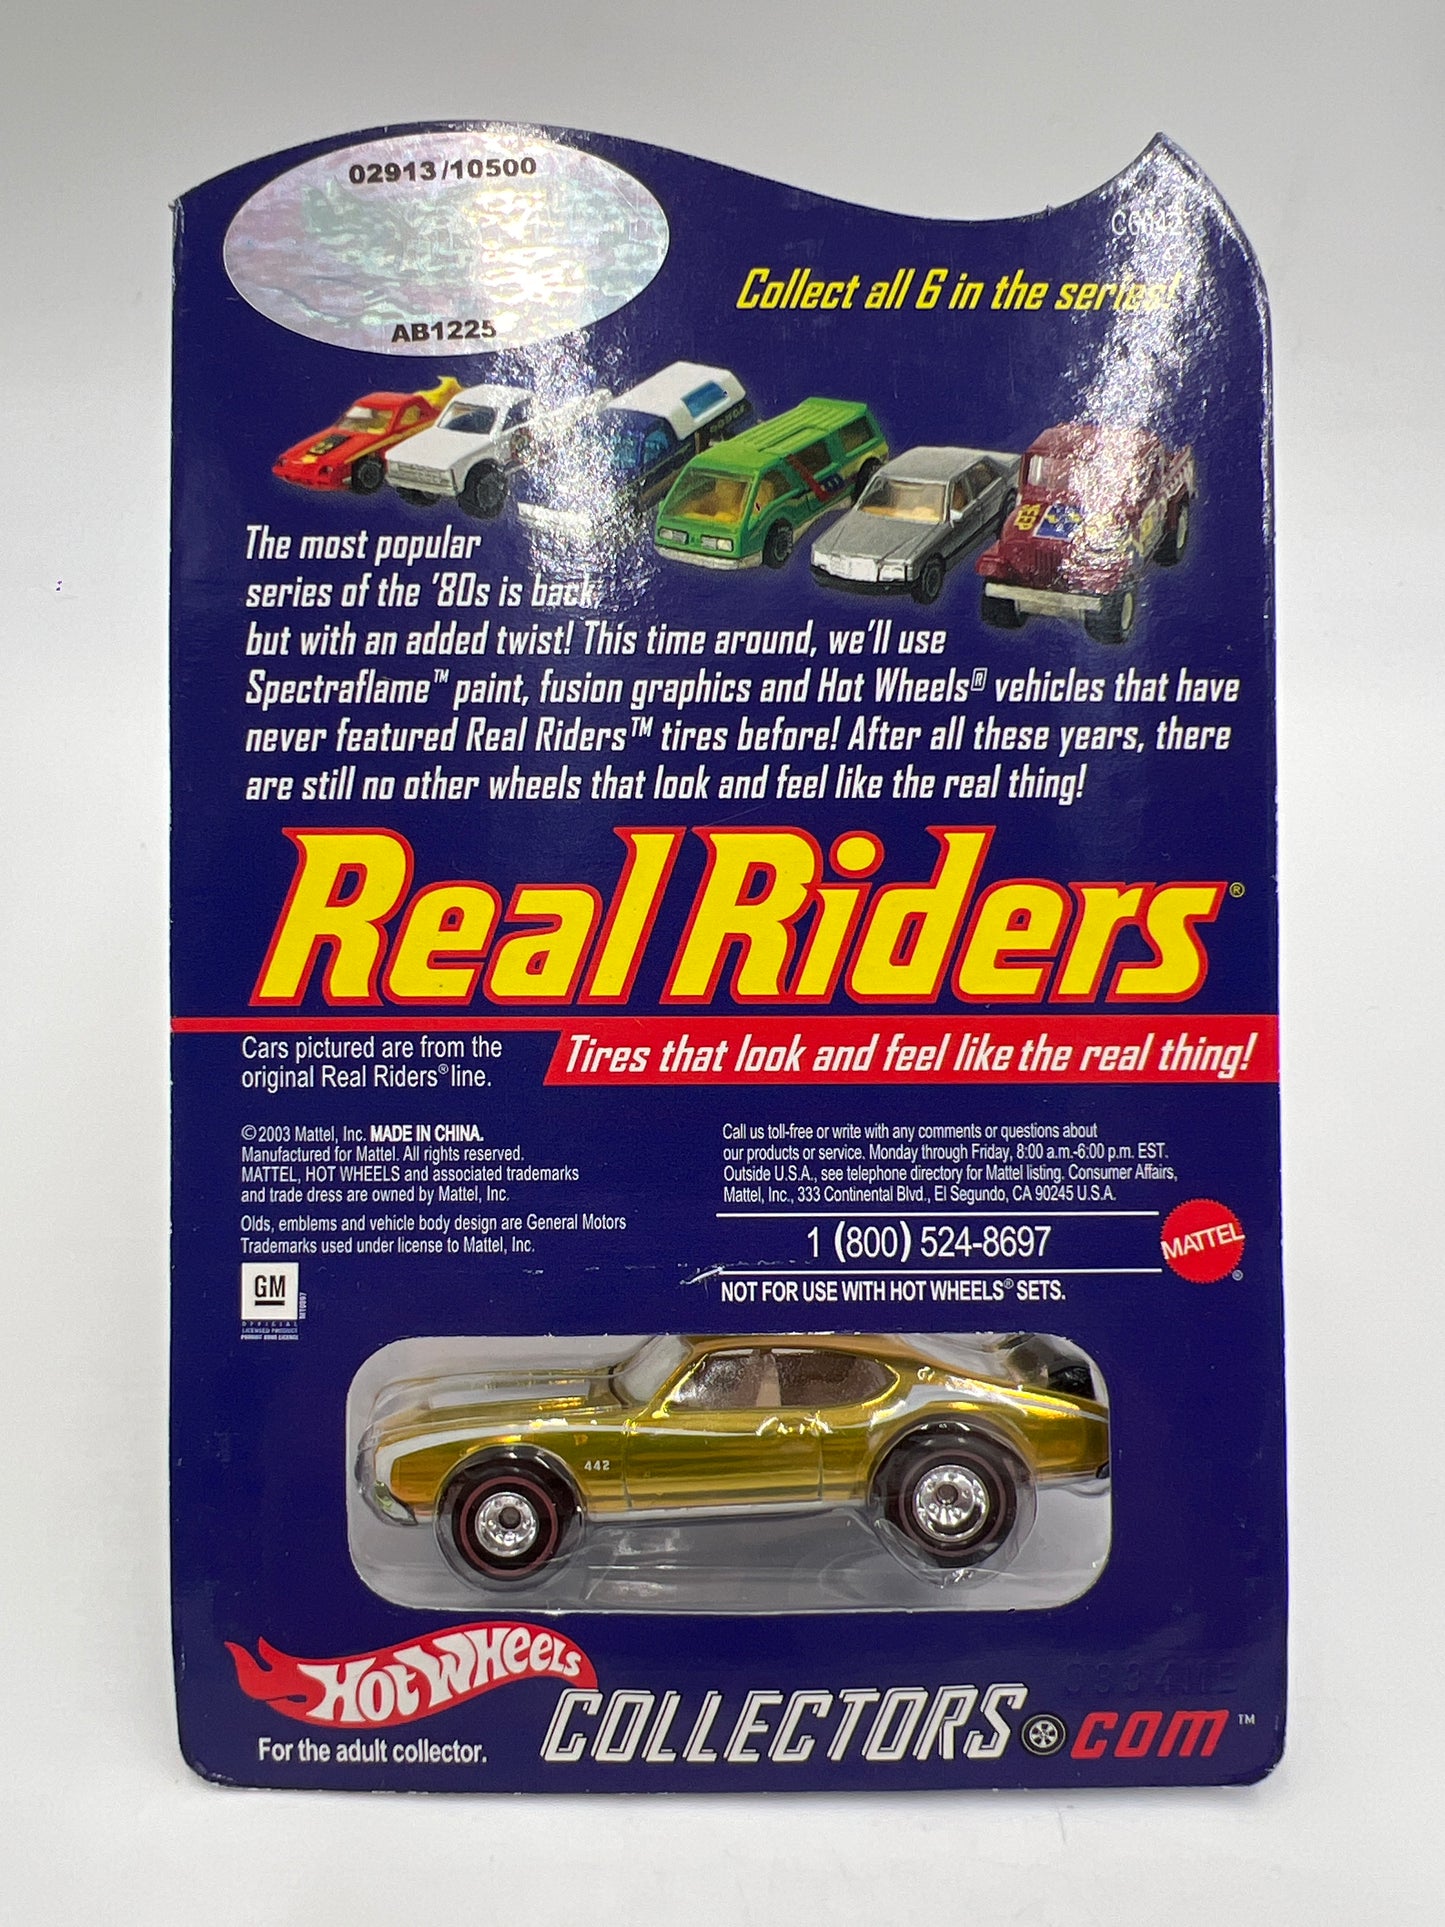 02913/10500
AB1225
Collect all 6 in the series!
The most popular
series of the '80s is back,
but with an added twist! This time around, we'll use
Spectraflame™ paint, fusion graphics and Hot Wheels® vehicles that have
never featured Real Riders™ tires before! After all these years, there
are still no other wheels that look and feel like the real thing!
Real Riders®
Tires that look and feel like the real thing!
Cars pictured are from the
original Real Riders® line.
©2003 Mattel, Inc. MADE IN CHINA.
Manufactured for Mattel. All rights reserved.
MATTEL, HOT WHEELS and associated trademarks
and trade dress are owned by Mattel, Inc.
Olds, emblems and vehicle body design are General Motors
Trademarks used under license to Mattel, Inc.
GM
OFFICIAL
LICENSED PRODUCT
Call us toll-free or write with any comments or questions about
our products or service. Monday through Friday, 8:00 a.m.-6:00 p.m. EST.
Outside U.S.A., see telephone directory for Mattel listing. Consumer Affairs,
Mattel, Inc., 333 Continental Blvd., El Segundo, CA 90245 U.S.A.
1 (800) 524-8697
MATTEL®
NOT FOR USE WITH HOT WHEELS® SETS.
442
HOT WHEELS
COLLECTORS.COM™
For the adult collector.